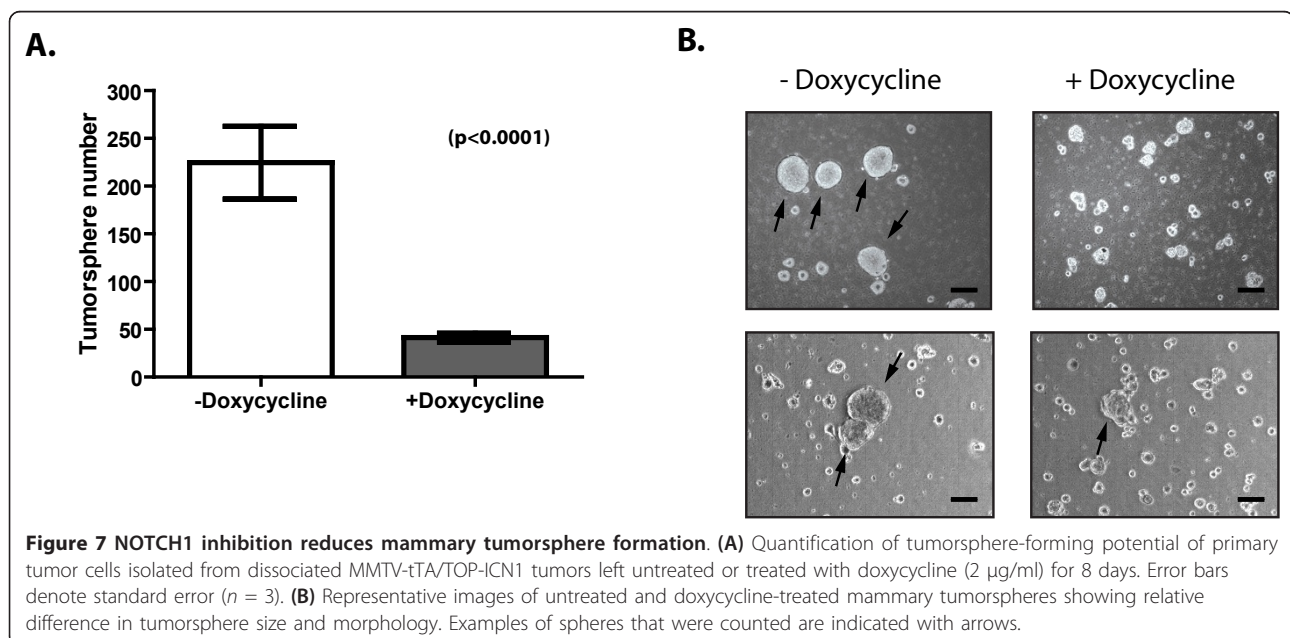 A.
300
250
200
150
100
50
0
Tumorsphere number
(p<0.0001)
-Doxycycline
+Doxycycline
B.
- Doxycycline
+ Doxycycline
Figure 7 NOTCH1 inhibition reduces mammary tumorsphere formation. (A) Quantification of tumorsphere-forming potential of primary
tumor cells isolated from dissociated MMTV-tTA/TOP-ICN1 tumors left untreated or treated with doxycycline (2 μg/ml) for 8 days. Error bars
denote standard error (n = 3). (B) Representative images of untreated and doxycycline-treated mammary tumorspheres showing relative
difference in tumorsphere size and morphology. Examples of spheres that were counted are indicated with arrows.